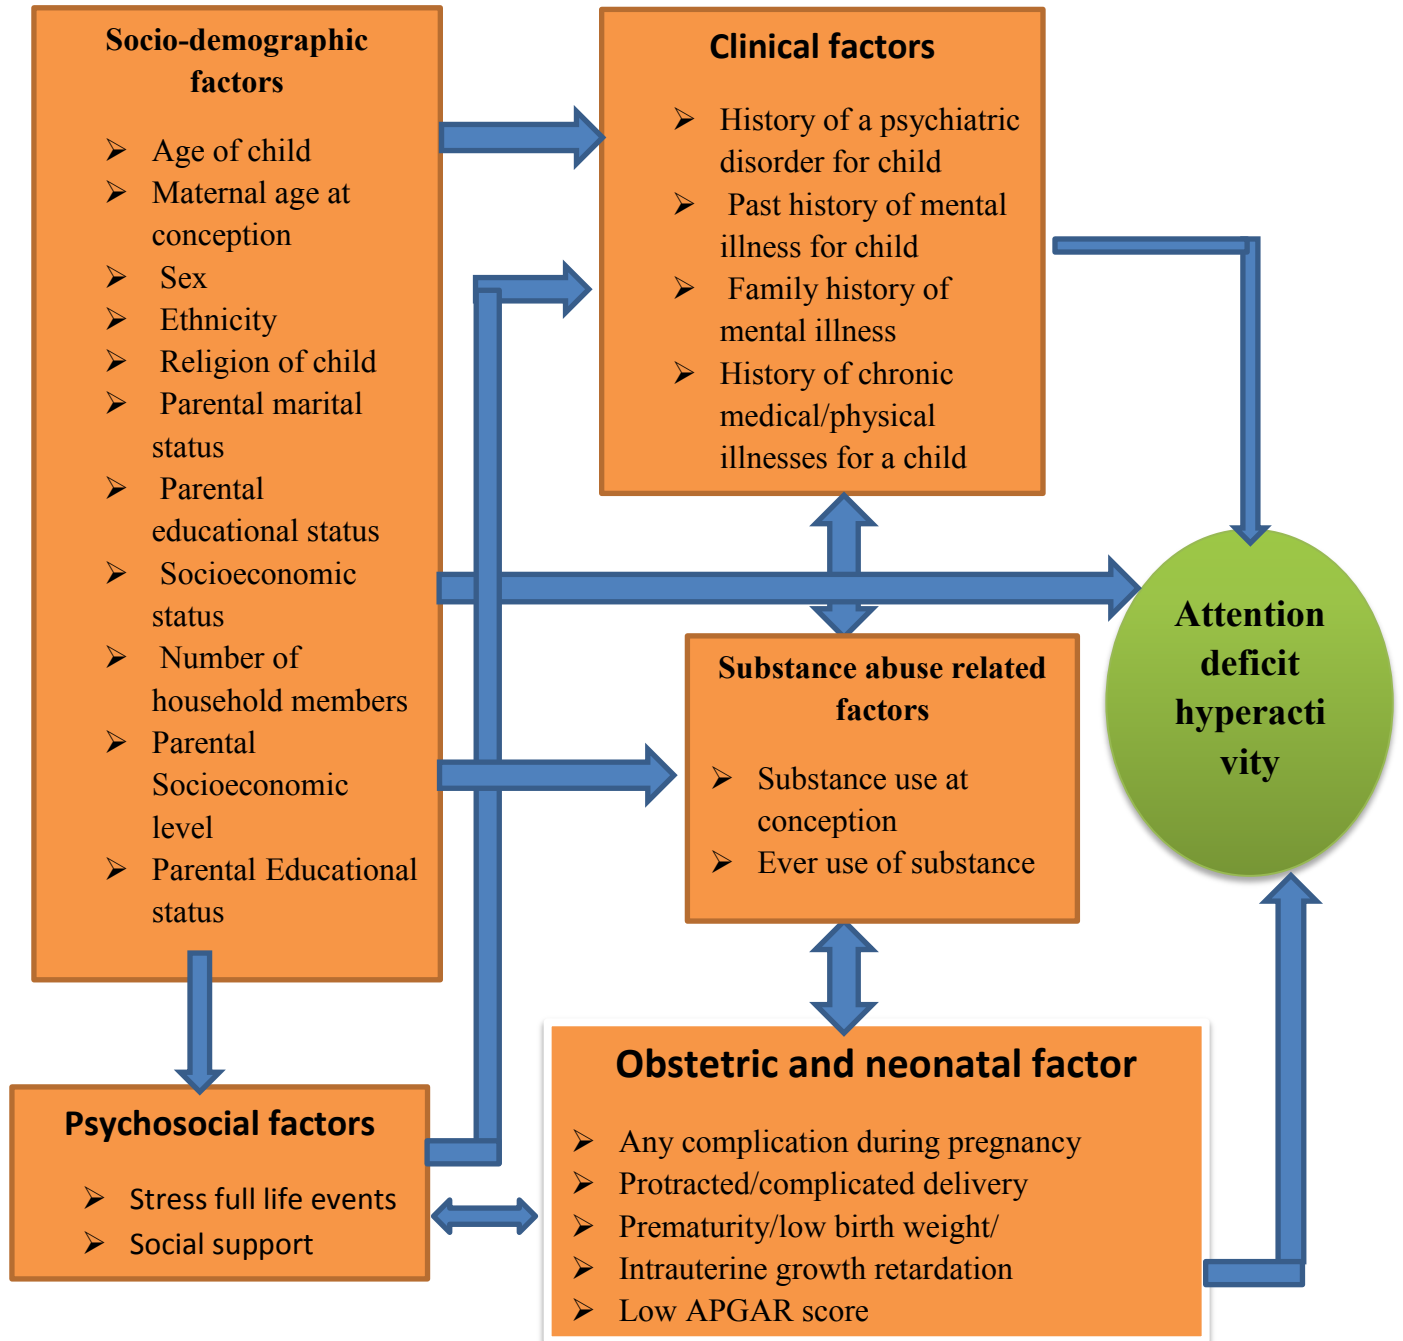 Socio-demographic
factors
➢ Age of child
➢ Maternal age at
conception
➢ Sex
➢ Ethnicity
➢ Religion of child
➢ Parental marital
status
➢ Parental
educational status
➢ Socioeconomic
status
➢ Number of
household members
➢ Parental
Socioeconomic
level
➢ Parental Educational
status
Clinical factors
➢ History of a psychiatric
disorder for child
➢ Past history of mental
illness for child
➢ Family history of
mental illness
➢ History of chronic
medical/physical
illnesses for a child
Substance abuse related
factors
➢ Substance use at
conception
➢ Ever use of substance
Attention
deficit
hyperacti
vity
Psychosocial factors
➢ Stress full life events
➢ Social support
Obstetric and neonatal factor
➢ Any complication during pregnancy
➢ Protracted/complicated delivery
➢ Prematurity/low birth weight/
➢ Intrauterine growth retardation
➢ Low APGAR score